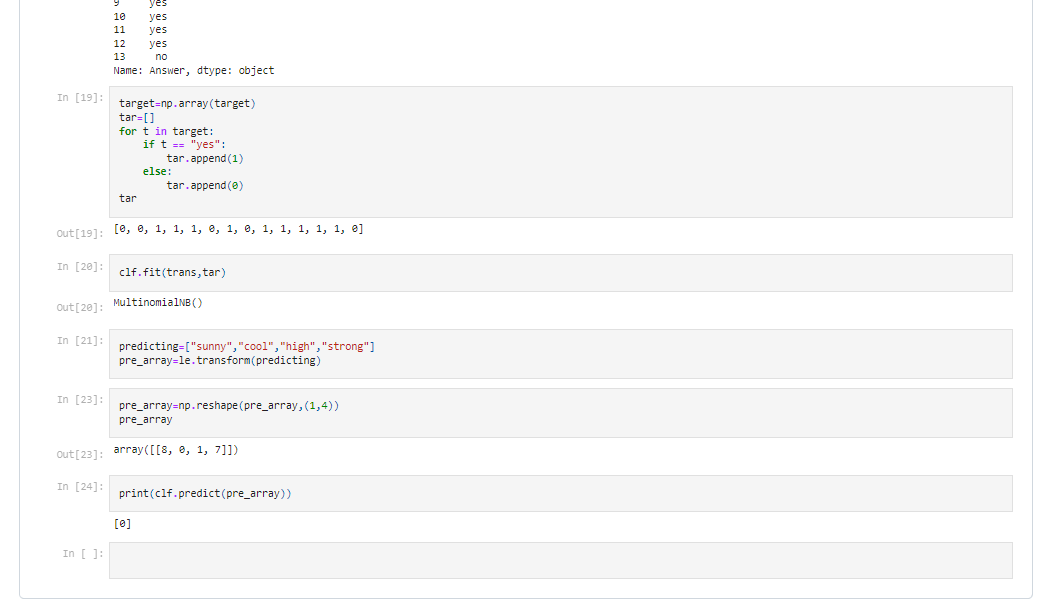 9     yes
10    yes
11    yes
12    yes
13     no
Name: Answer, dtype: object
In [19]:
target=np.array(target)
tar=[]
for t in target:
    if t == "yes":
        tar.append(1)
    else:
        tar.append(0)
tar
Out[19]: [0, 0, 1, 1, 1, 0, 1, 0, 1, 1, 1, 1, 1, 0]
In [20]:
clf.fit(trans,tar)
Out[20]: MultinomialNB()
In [21]:
predicting=["sunny","cool","high","strong"]
pre_array=le.transform(predicting)
In [23]:
pre_array=np.reshape(pre_array,(1,4))
pre_array
Out[23]: array([[8, 0, 1, 7]])
In [24]:
print(clf.predict(pre_array))
[0]
In [ ]: